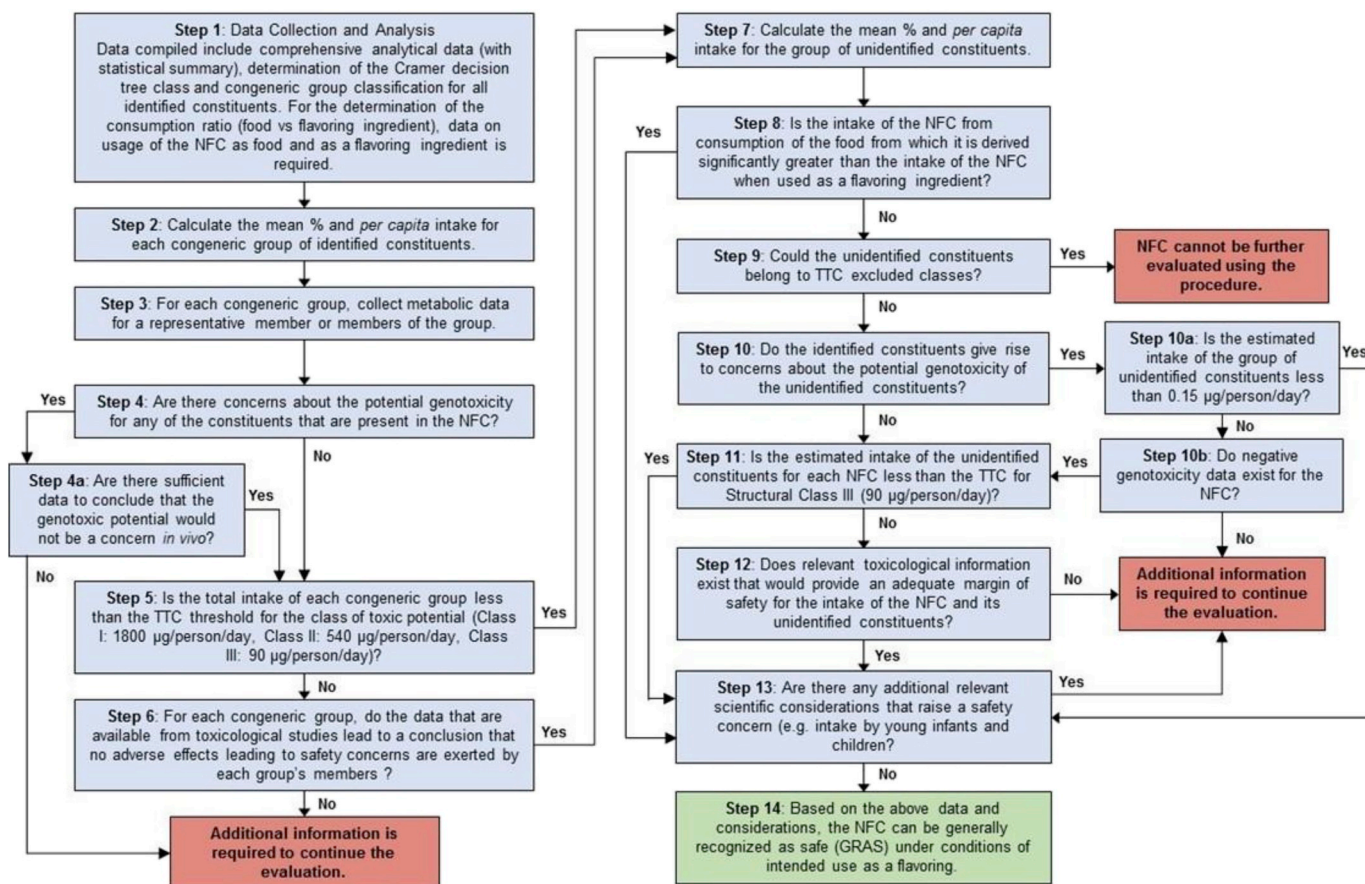 Step 1: Data Collection and Analysis
Data compiled include comprehensive analytical data (with
statistical summary), determination of the Cramer decision
tree class and congeneric group classification for all
identified constituents. For the determination of the
consumption ratio (food vs flavoring ingredient), data on
usage of the NFC as food and as a flavoring ingredient is
required.
Step 2: Calculate the mean % and per capita intake for
each congeneric group of identified constituents.
Step 3: For each congeneric group, collect metabolic data
for a representative member or members of the group.
Yes
Step 4: Are there concerns about the potential genotoxicity
for any of the constituents that are present in the NFC?
No
Step 4a: Are there sufficient
data to conclude that the
genotoxic potential would
not be a concern in vivo?
Yes
No
Step 5: Is the total intake of each congeneric group less
than the TTC threshold for the class of toxic potential (Class
I: 1800 µg/person/day, Class II: 540 µg/person/day, Class
III: 90 µg/person/day)?
Yes
No
Step 6: For each congeneric group, do the data that are
available from toxicological studies lead to a conclusion that
no adverse effects leading to safety concerns are exerted by
each group's members ?
Yes
No
Additional information is
required to continue the
evaluation.
Step 7: Calculate the mean % and per capita
intake for the group of unidentified constituents.
Yes
Step 8: Is the intake of the NFC from
consumption of the food from which it is derived
significantly greater than the intake of the NFC
when used as a flavoring ingredient?
No
Step 9: Could the unidentified constituents
belong to TTC excluded classes?
Yes
NFC cannot be further
evaluated using the
procedure.
No
Step 10: Do the identified constituents give rise
to concerns about the potential genotoxicity of
the unidentified constituents?
Yes
Step 10a: Is the estimated
intake of the group of
unidentified constituents less
than 0.15 µg/person/day?
Yes
No
No
Step 10b: Do negative
genotoxicity data exist for the
NFC?
Yes
No
Yes
Step 11: Is the estimated intake of the unidentified
constituents for each NFC less than the TTC for
Structural Class III (90 µg/person/day)?
No
Step 12: Does relevant toxicological information
exist that would provide an adequate margin of
safety for the intake of the NFC and its
unidentified constituents?
No
Additional information
is required to continue
the evaluation.
Yes
Step 13: Are there any additional relevant
scientific considerations that raise a safety
concern (e.g. intake by young infants and
children?
Yes
No
Step 14: Based on the above data and
considerations, the NFC can be generally
recognized as safe (GRAS) under conditions of
intended use as a flavoring.